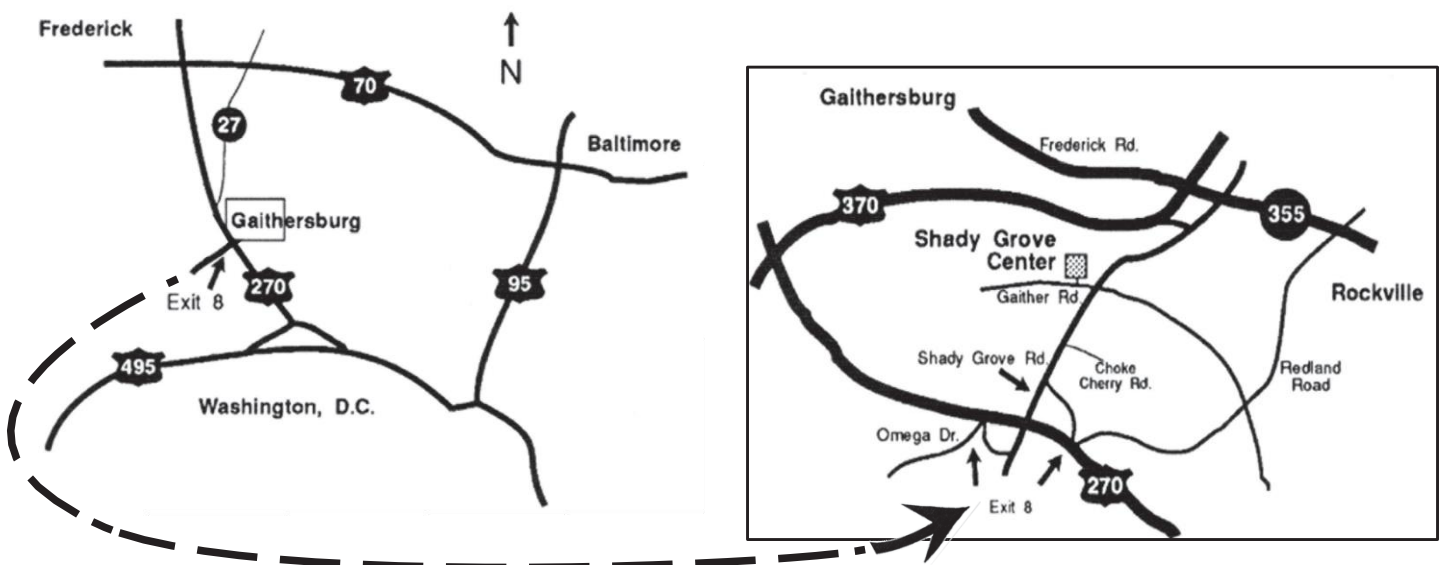 Frederick
N
70
27
Baltimore
Gaithersburg
270
95
Exit 8
495
Washington, D.C.
Gaithersburg
Frederick Rd.
370
355
Shady Grove
Center
Gaither Rd.
Rockville
Shady Grove Rd.
Choke
Cherry Rd.
Redland
Road
Omega Dr.
270
Exit 8